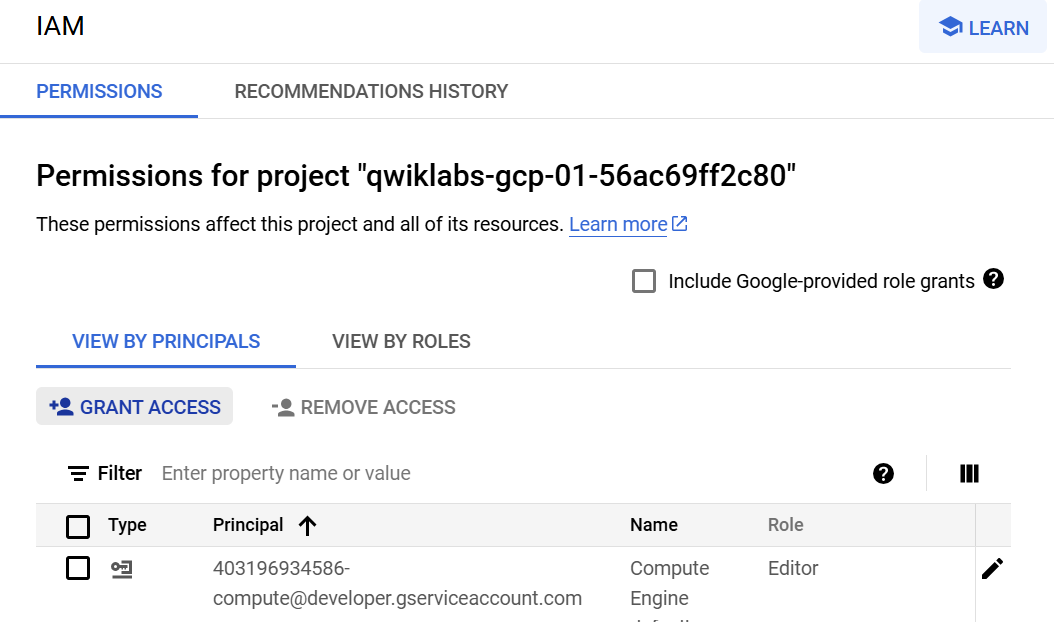 IAM
LEARN
PERMISSIONS
RECOMMENDATIONS HISTORY
Permissions for project "qwiklabs-gcp-01-56ac69ff2c80"
These permissions affect this project and all of its resources. Learn more
Include Google-provided role grants
VIEW BY PRINCIPALS
VIEW BY ROLES
GRANT ACCESS
REMOVE ACCESS
Filter Enter property name or value
Type Principal Name Role
403196934586- Compute Editor
compute@developer.gserviceaccount.com Engine